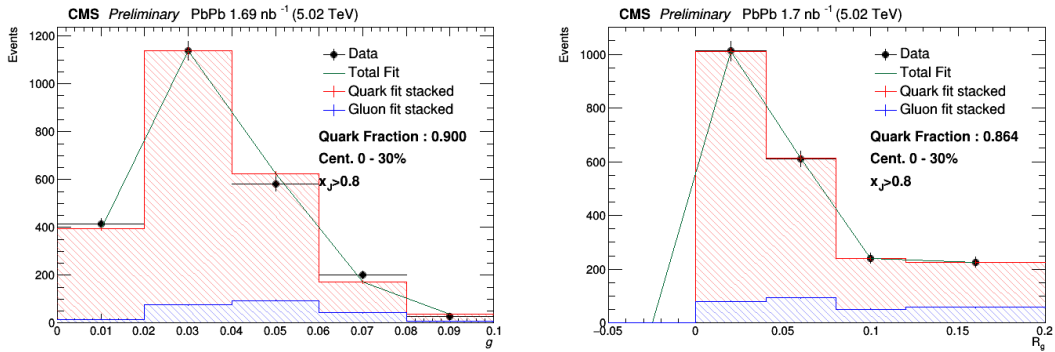 CMS Preliminary PbPb 1.69 nb -1 (5.02 TeV)
Events
1200
1000
800
600
400
200
0
Data
Total Fit
Quark fit stacked
Gluon fit stacked
Quark Fraction : 0.900
Cent. 0 - 30%
xJ>0.8
0 0.01 0.02 0.03 0.04 0.05 0.06 0.07 0.08 0.09 0.1
g
CMS Preliminary PbPb 1.7 nb -1 (5.02 TeV)
Events
1000
800
600
400
200
0
Data
Total Fit
Quark fit stacked
Gluon fit stacked
Quark Fraction : 0.864
Cent. 0 - 30%
xJ>0.8
−0.05 0 0.05 0.1 0.15 0.2
Rg